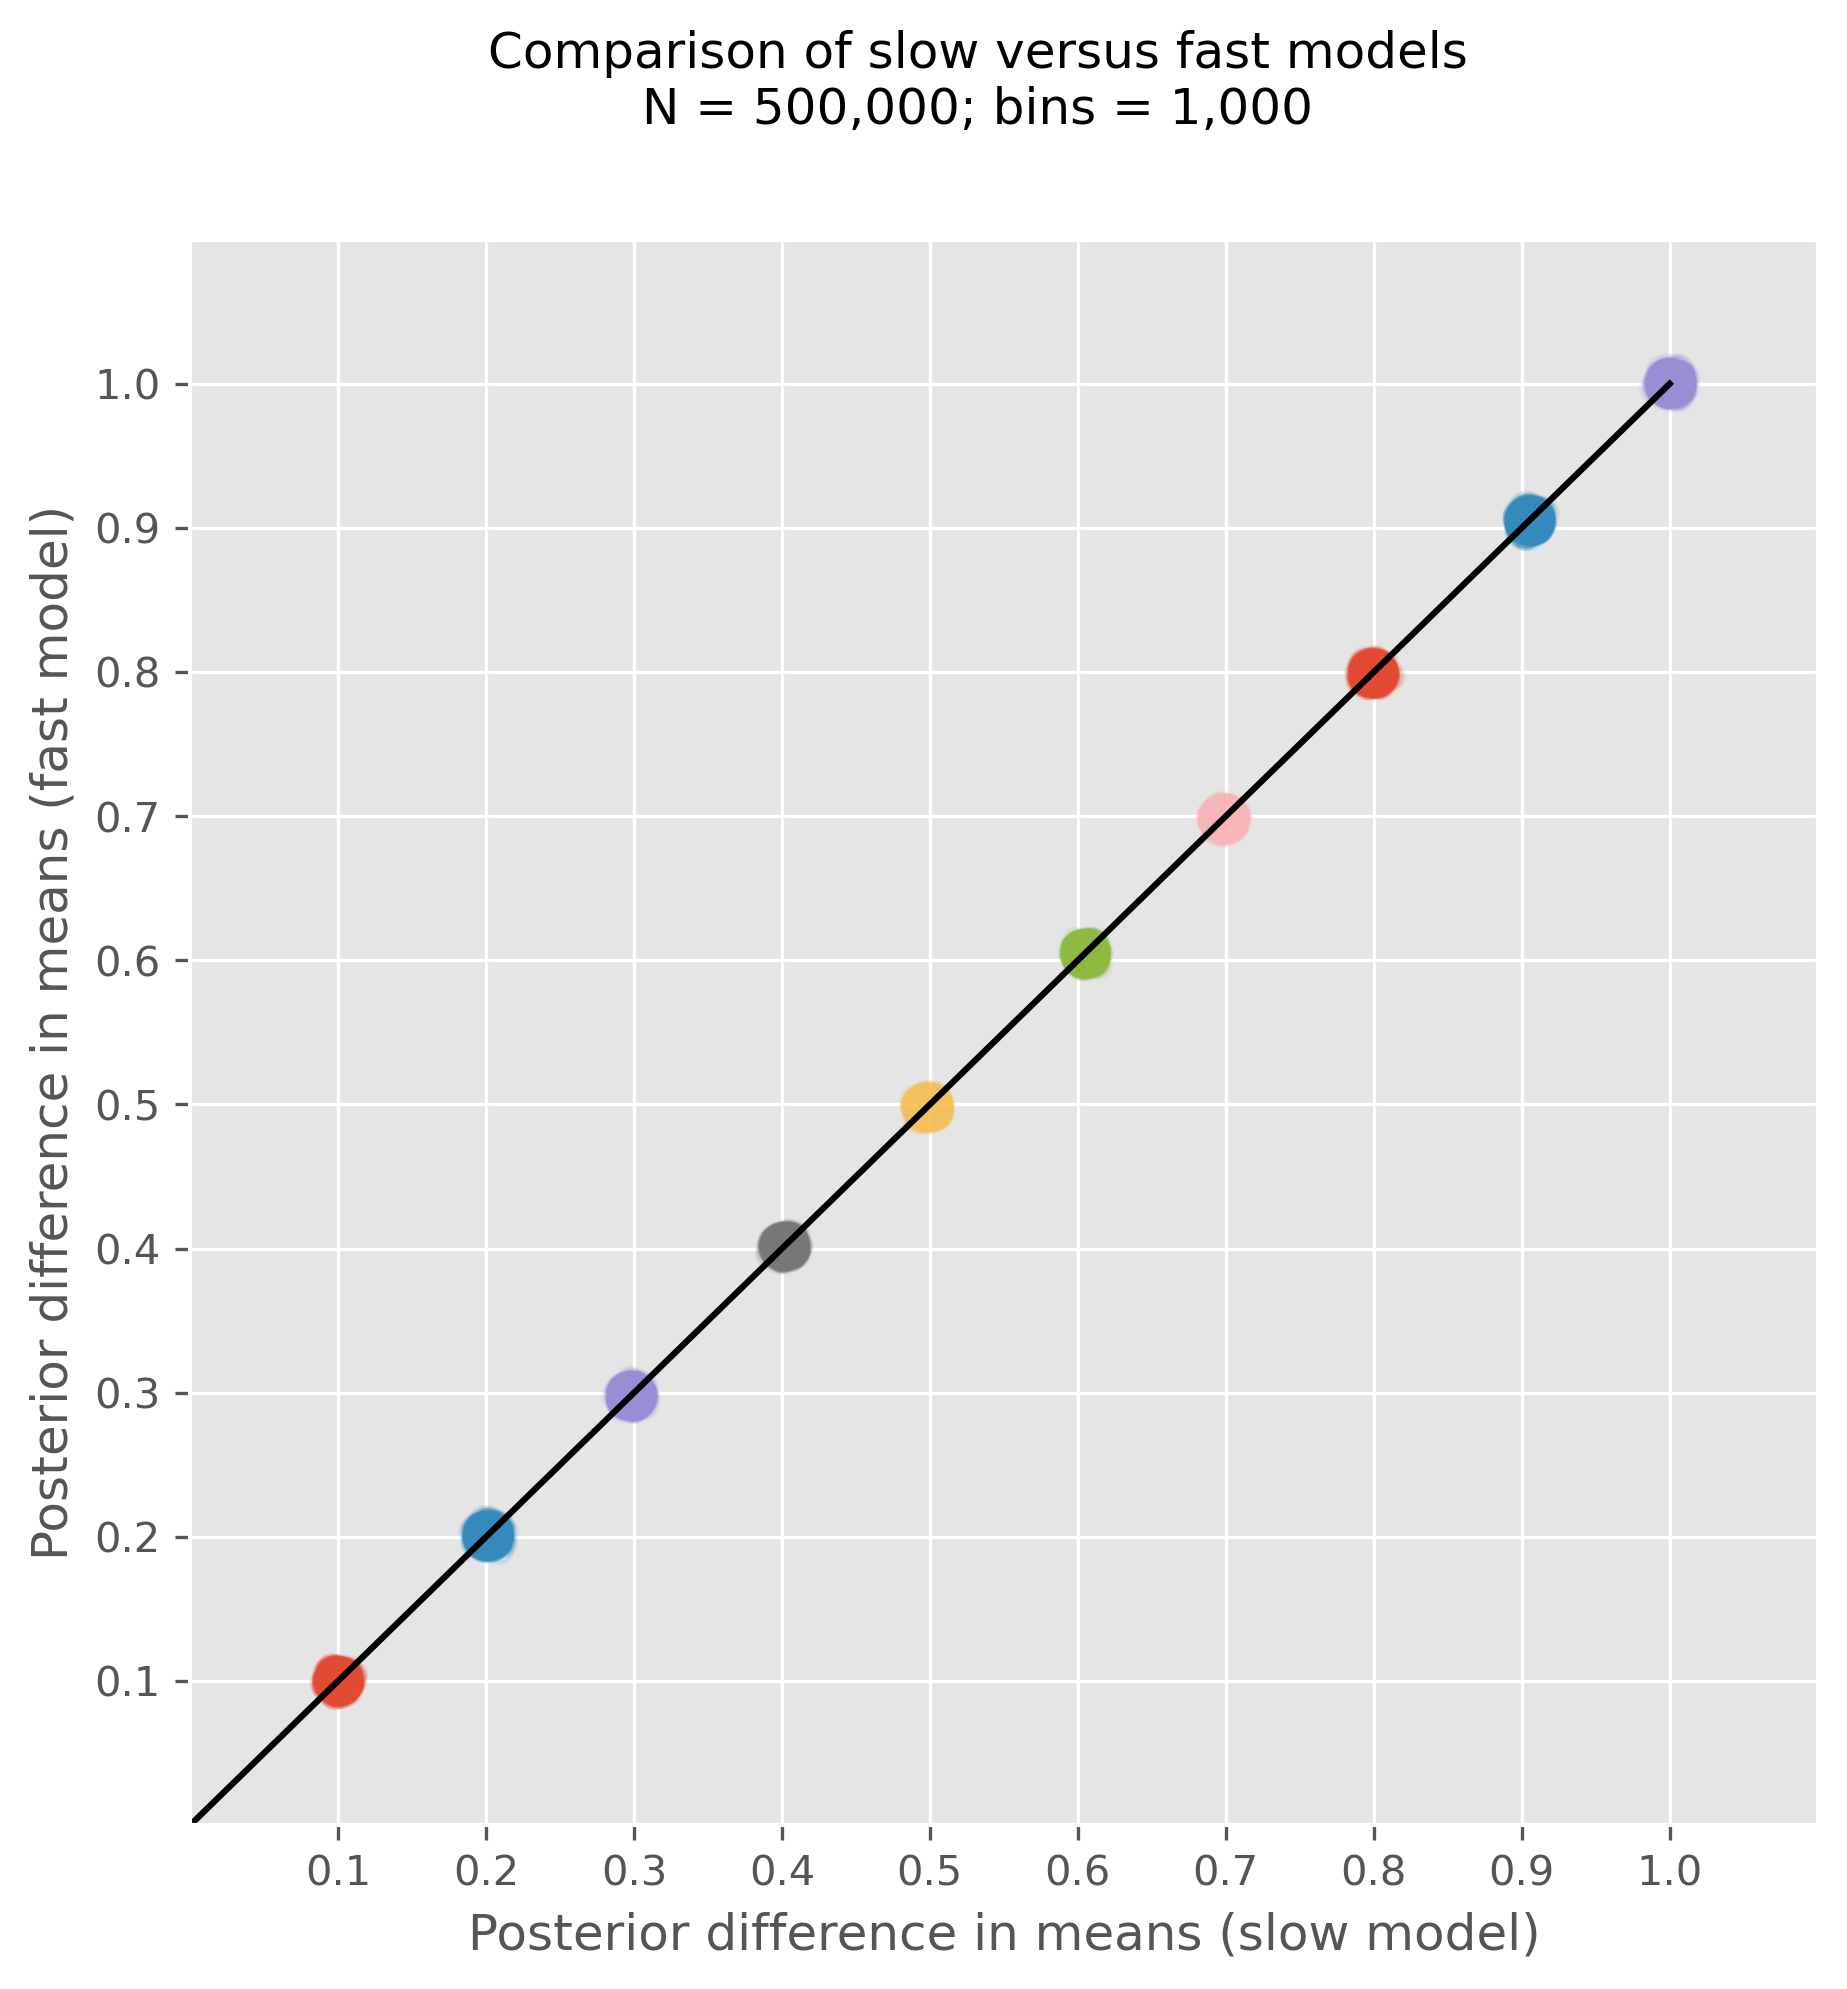 Comparison of slow versus fast models
N = 500,000; bins = 1,000
Posterior difference in means (fast model)
1.0
0.9
0.8
0.7
0.6
0.5
0.4
0.3
0.2
0.1
0.1 0.2 0.3 0.4 0.5 0.6 0.7 0.8 0.9 1.0
Posterior difference in means (slow model)